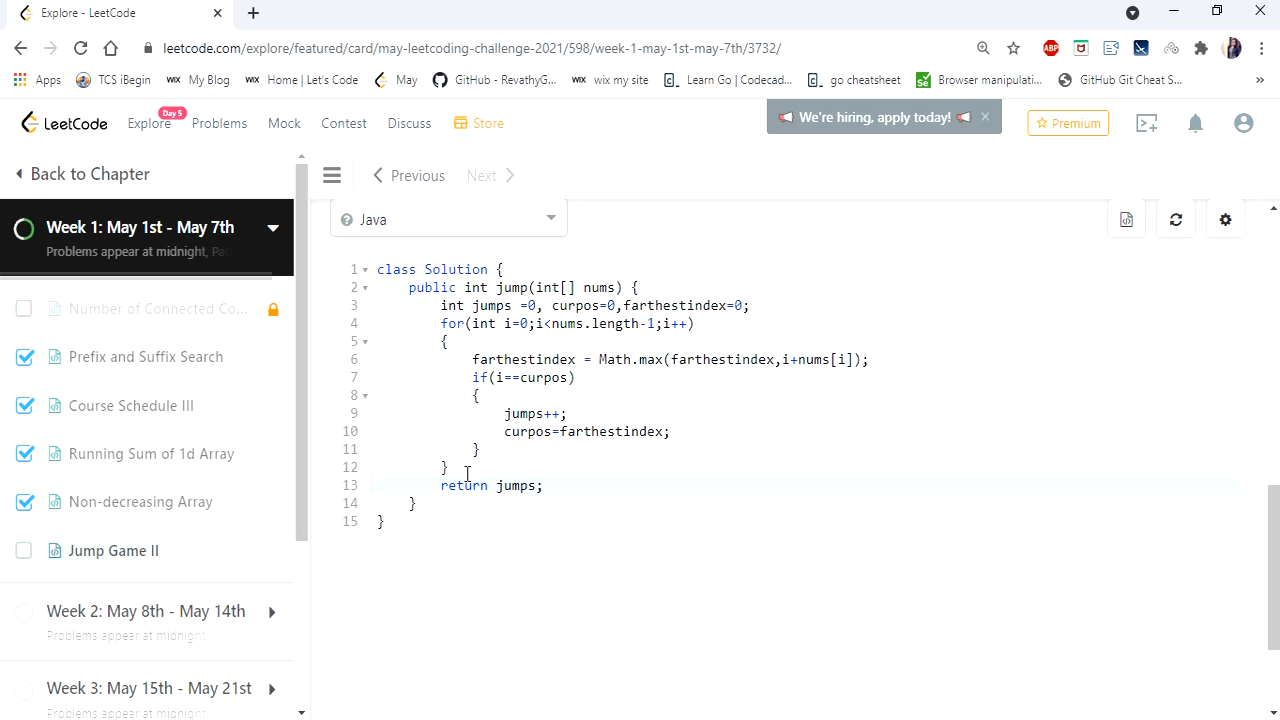 Explore - LeetCode
leetcode.com/explore/featured/card/may-leetcoding-challenge-2021/598/week-1-may-1st-may-7th/3732/
ABP
Apps TCS iBegin WIX My Blog WIX Home | Let's Code May GitHub - RevathyG... WIX wix my site Learn Go | Codecad... go cheatsheet Se Browser manipulati... GitHub Git Cheat S... »
LeetCode Explore Day 5 Problems Mock Contest Discuss Store We're hiring, apply today! × Premium
Back to Chapter
Previous Next
Week 1: May 1st - May 7th
Problems appear at midnight,
Number of Connected Co...
Prefix and Suffix Search
Course Schedule III
Running Sum of 1d Array
Non-decreasing Array
Jump Game II
Week 2: May 8th - May 14th
Problems appear at midnight
Week 3: May 15th - May 21st
Problems appear at midnight
Java
1 class Solution {
2 public int jump(int[] nums) {
3 int jumps =0, curpos=0,farthestindex=0;
4 for(int i=0;i<nums.length-1;i++)
5 {
6 farthestindex = Math.max(farthestindex,i+nums[i]);
7 if(i==curpos)
8 {
9 jumps++;
10 curpos=farthestindex;
11 }
12 }
13 return jumps;
14 }
15 }